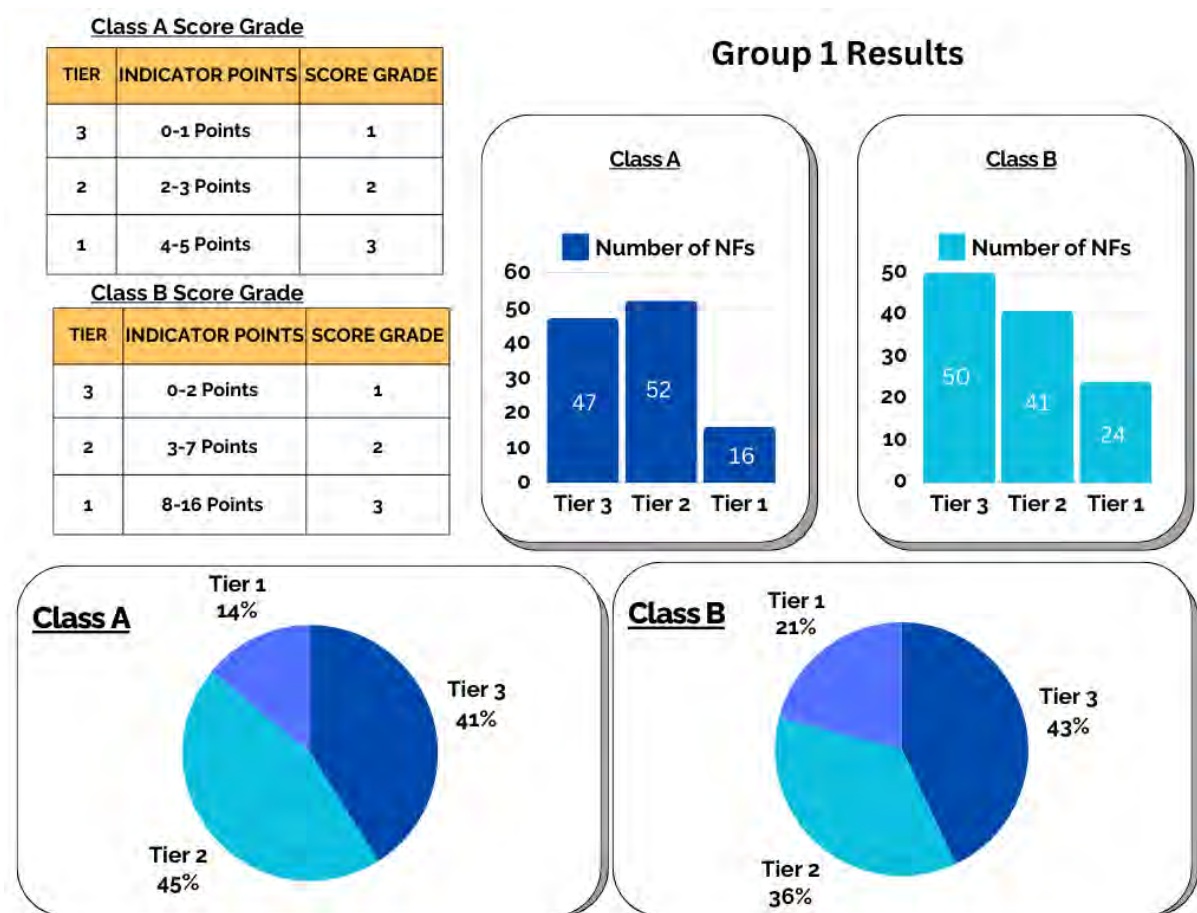 Class A Score Grade
TIER INDICATOR POINTS SCORE GRADE
3 0-1 Points 1
2 2-3 Points 2
1 4-5 Points 3
Class B Score Grade
TIER INDICATOR POINTS SCORE GRADE
3 0-2 Points 1
2 3-7 Points 2
1 8-16 Points 3
Group 1 Results
Class A
Number of NFs
60
50
40
30
20
10
0
47
52
16
Tier 3 Tier 2 Tier 1
Class B
Number of NFs
50
40
30
20
10
0
50
41
24
Tier 3 Tier 2 Tier 1
Class A
Tier 1
14%
Tier 3
41%
Tier 2
45%
Class B
Tier 1
21%
Tier 3
43%
Tier 2
36%